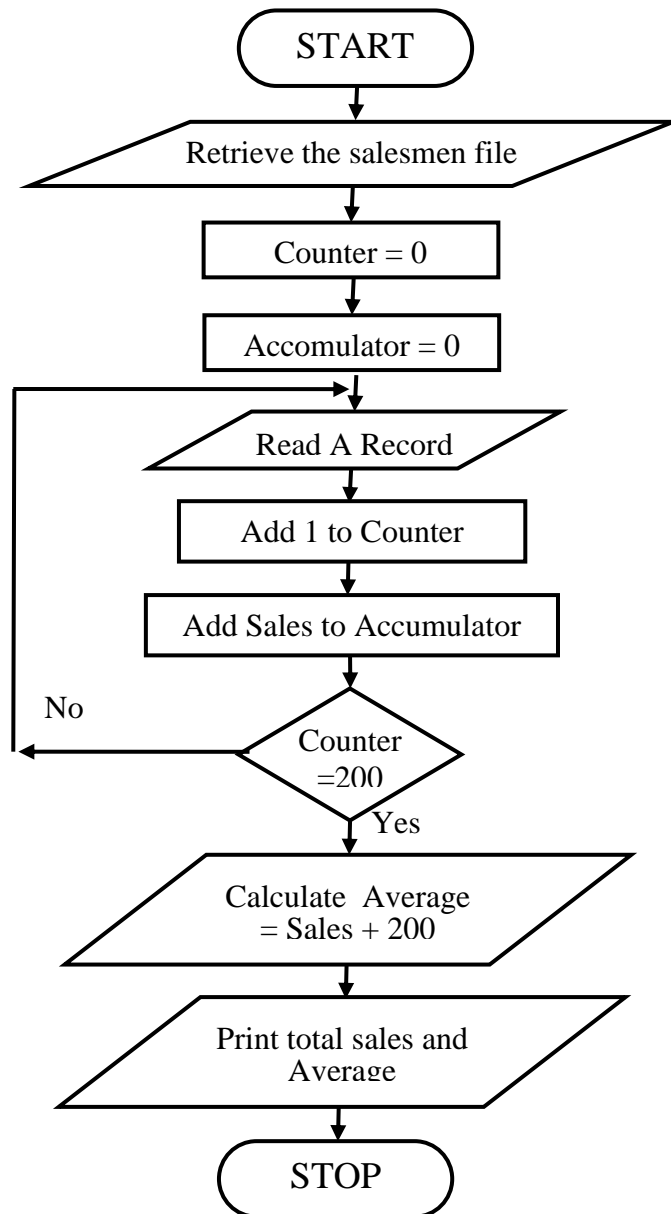 START
Retrieve the salesmen file
Counter = 0
Accomulator = 0
Read A Record
Add 1 to Counter
Add Sales to Accumulator
No
Counter
=200
Yes
Calculate Average
= Sales + 200
Print total sales and
Average
STOP